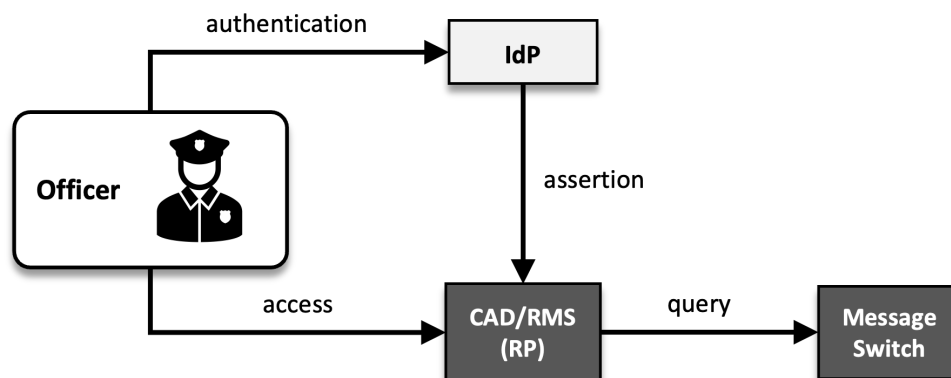 authentication
IdP
Officer
assertion
access
CAD/RMS
(RP)
query
Message
Switch